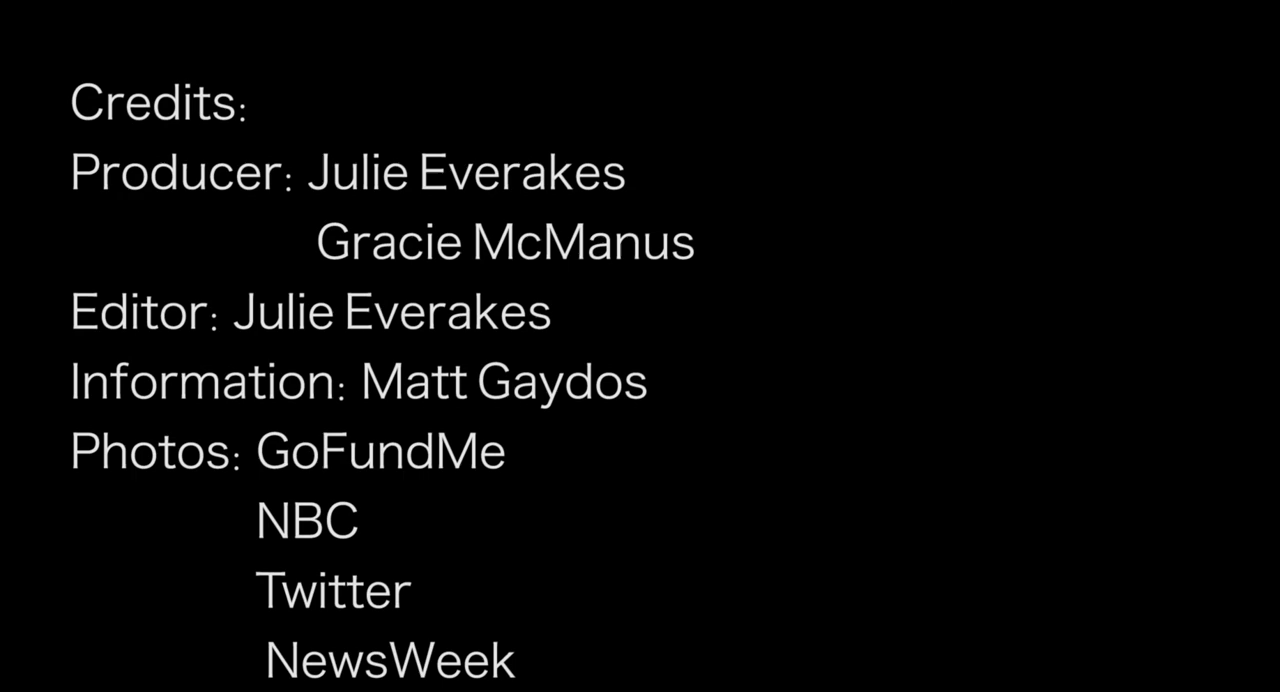 Credits:
Producer: Julie Everakes
Gracie McManus
Editor: Julie Everakes
Information: Matt Gaydos
Photos: GoFundMe
NBC
Twitter
NewsWeek